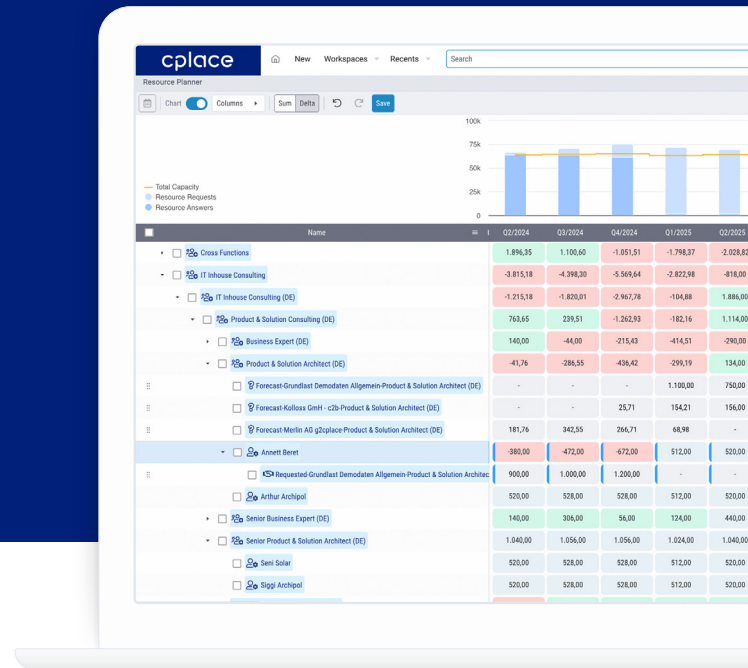 cplace New Workspaces Recents Search
Resource Planner
Chart Columns Sum Delta Save
100k
75k
50k
25k
0
Total Capacity
Resource Requests
Resource Answers
Name Q2/2024 Q3/2024 Q4/2024 Q1/2025 Q2/2025
Cross Functions 1.896,35 1.100,60 -1.051,51 -1.798,37 -2.028,82
IT Inhouse Consulting -3.815,18 -4.398,30 -5.569,64 -2.822,98 -818,00
IT Inhouse Consulting (DE) -1.215,18 -1.820,01 -2.967,78 -104,88 1.886,00
Product & Solution Consulting (DE) 763,65 239,51 -1.262,93 -182,16 1.114,00
Business Expert (DE) 140,00 -44,00 -215,43 -414,51 -290,00
Product & Solution Architect (DE) -41,76 -286,55 -436,42 -299,19 134,00
Forecast-Grundlast Demodaten Allgemein-Product & Solution Architect (DE) - - - 1.100,00 750,00
Forecast-Kolloss GmH - c2b-Product & Solution Architect (DE) - - 25,71 154,21 156,00
Forecast-Merlin AG g2cplace-Product & Solution Architect (DE) 181,76 342,55 266,71 68,98 -
Annett Beret -380,00 -472,00 -672,00 512,00 520,00
Requested-Grundlast Demodaten Allgemein-Product & Solution Architec 900,00 1.000,00 1.200,00 - -
Arthur Archipol 520,00 528,00 528,00 512,00 520,00
Senior Business Expert (DE) 140,00 306,00 56,00 124,00 440,00
Senior Product & Solution Architect (DE) 1.040,00 1.056,00 1.056,00 1.024,00 1.040,00
Seni Solar 520,00 528,00 528,00 512,00 520,00
Siggi Archipol 520,00 528,00 528,00 512,00 520,00